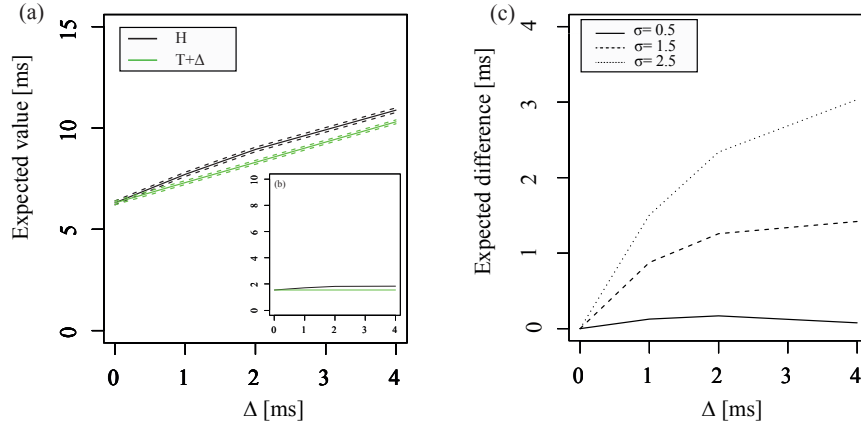 (a)
H
T+Δ
Expected value [ms]
15
10
5
0
0 1 2 3 4
Δ [ms]
(b)
10
8
6
4
2
0
0 1 2 3 4
(c)
σ= 0.5
σ= 1.5
σ= 2.5
Expected difference [ms]
4
3
2
1
0
0 1 2 3 4
Δ [ms]